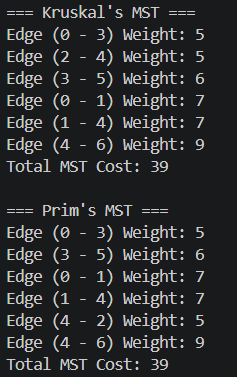 === Kruskal's MST ===
Edge (0 - 3) Weight: 5
Edge (2 - 4) Weight: 5
Edge (3 - 5) Weight: 6
Edge (0 - 1) Weight: 7
Edge (1 - 4) Weight: 7
Edge (4 - 6) Weight: 9
Total MST Cost: 39

=== Prim's MST ===
Edge (0 - 3) Weight: 5
Edge (3 - 5) Weight: 6
Edge (0 - 1) Weight: 7
Edge (1 - 4) Weight: 7
Edge (4 - 2) Weight: 5
Edge (4 - 6) Weight: 9
Total MST Cost: 39